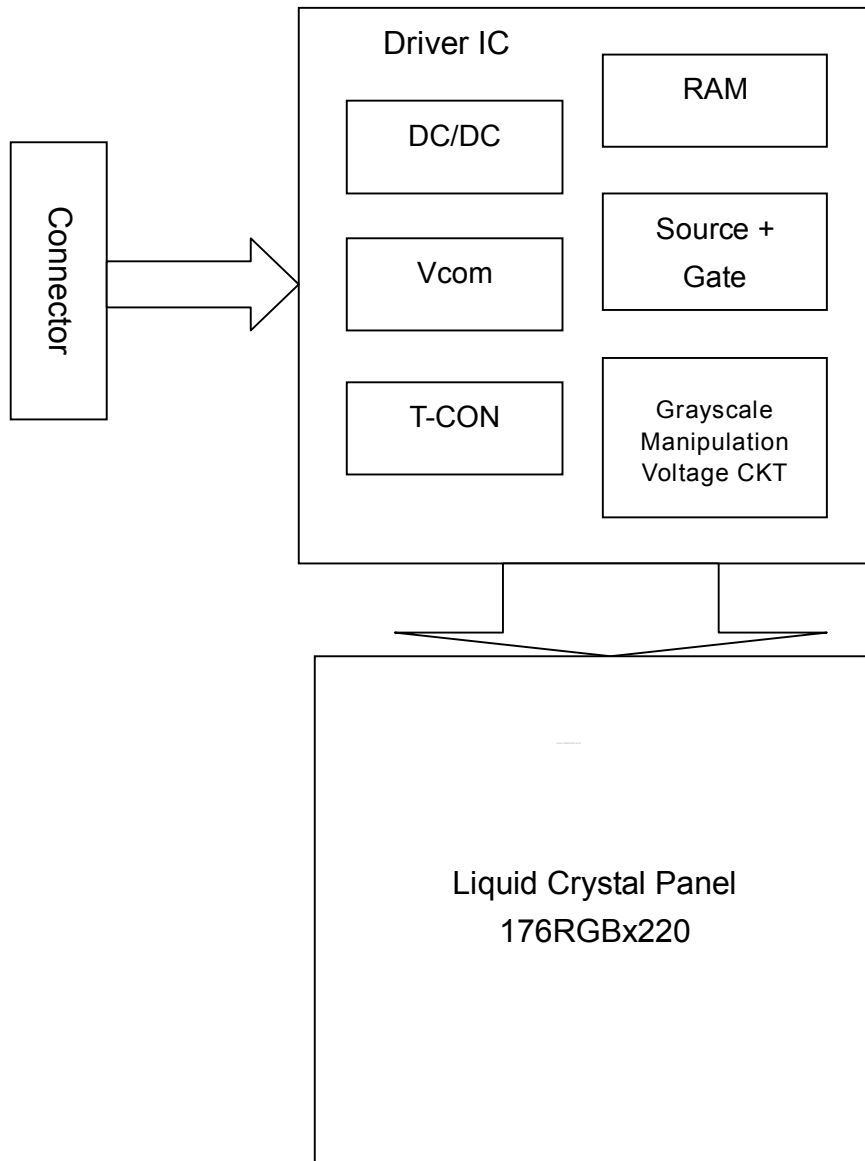 Driver IC
RAM
DC/DC
Connector
Source +
Gate
Vcom
T-CON
Grayscale
Manipulation
Voltage CKT
Liquid Crystal Panel
176RGBx220